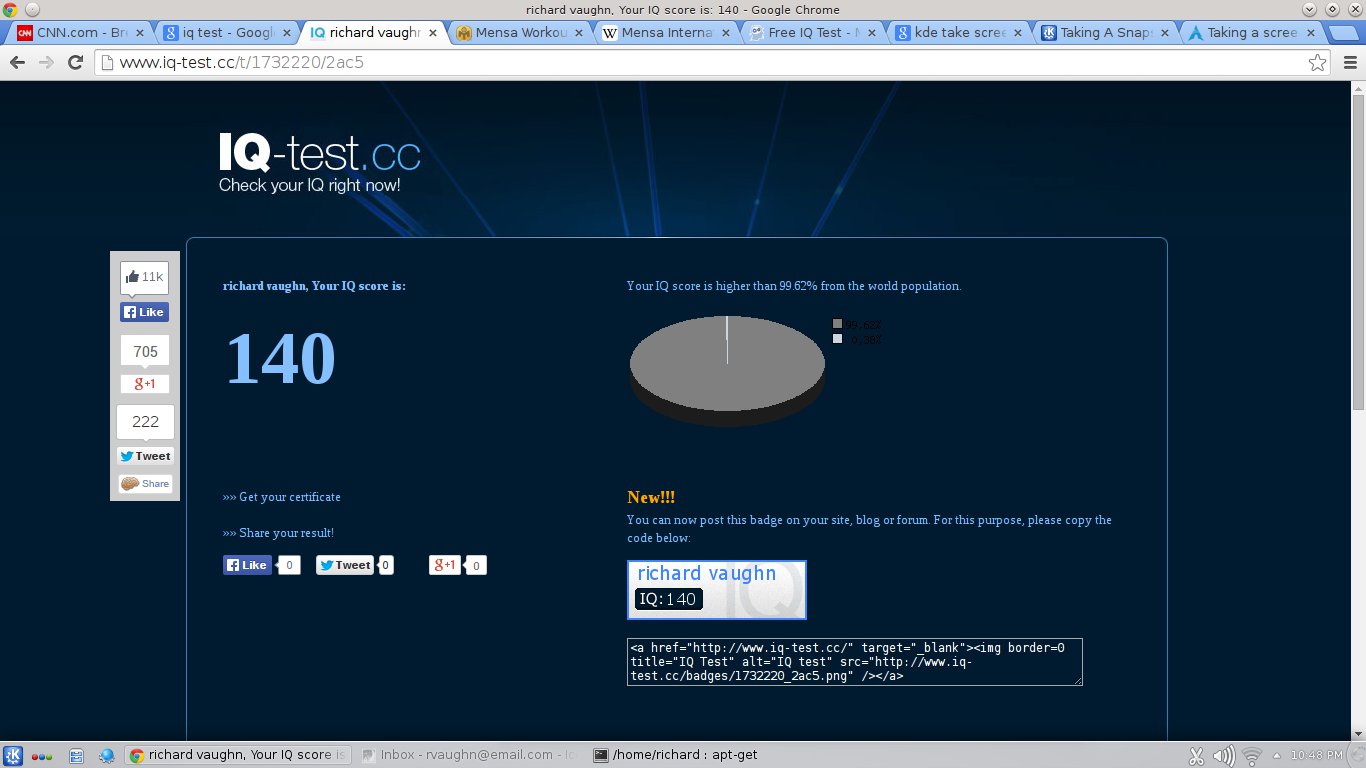 richard vaughn, Your IQ score is: 140 - Google Chrome
CNN.com - Bre
iq test - Googl
IQ richard vaughn
Mensa Workou
W Mensa Interna
Free IQ Test - M
kde take scree
Taking A Snaps
Taking a scree
www.iq-test.cc/t/1732220/2ac5
IQ-test.cc
Check your IQ right now!
11k
Like
705
g+1
222
Tweet
Share
richard vaughn, Your IQ score is:
140
Your IQ score is higher than 99.62% from the world population.
99.62%
0.38%
»» Get your certificate
»» Share your result!
Like 0
Tweet 0
g+1 0
New!!!
You can now post this badge on your site, blog or forum. For this purpose, please copy the
code below:
richard vaughn
IQ: 140
<a href="http://www.iq-test.cc/" target="_blank"><img border=0
title="IQ Test" alt="IQ test" src="http://www.iq-
test.cc/badges/1732220_2ac5.png" /></a>
richard vaughn, Your IQ score is
Inbox - rvaughn@email.com - Ic
/home/richard : apt-get
10:48 PM